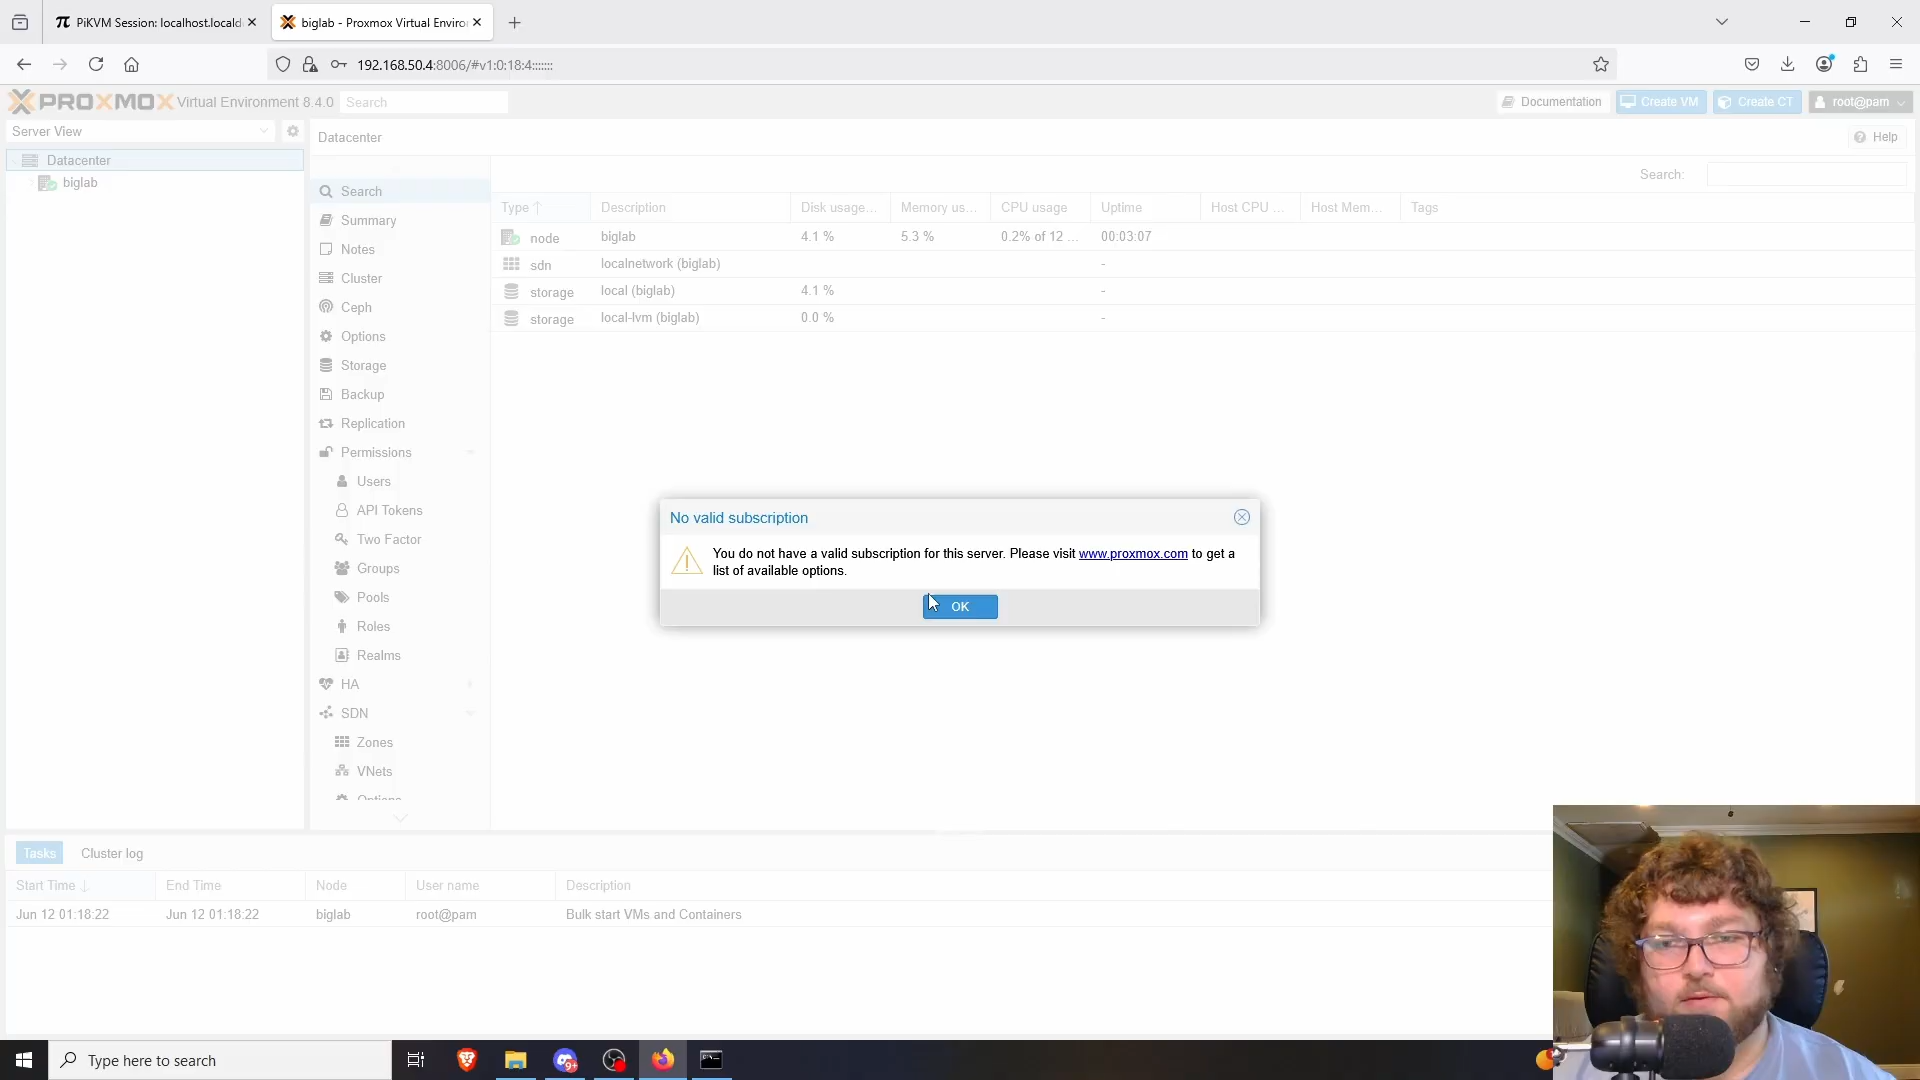 PiKVM Session: localhost.locald
biglab - Proxmox Virtual Enviro
192.168.50.4:8006/#v1:0:18:4:::::::
PROXMOX Virtual Environment 8.4.0 Search
Documentation Create VM Create CT root@pam
Server View
Datacenter
Help
Datacenter
biglab
Search:
Search
Summary
Notes
Cluster
Ceph
Options
Storage
Backup
Replication
Permissions
Users
API Tokens
Two Factor
Groups
Pools
Roles
Realms
HA
SDN
Zones
VNets
Options
Type Description Disk usage... Memory us... CPU usage Uptime Host CPU ... Host Mem... Tags
node biglab 4.1 % 5.3 % 0.2% of 12 ... 00:03:07
sdn localnetwork (biglab) -
storage local (biglab) 4.1 % -
storage local-lvm (biglab) 0.0 % -
No valid subscription
You do not have a valid subscription for this server. Please visit www.proxmox.com to get a
list of available options.
OK
Tasks Cluster log
Start Time End Time Node User name Description
Jun 12 01:18:22 Jun 12 01:18:22 biglab root@pam Bulk start VMs and Containers
Type here to search
9+